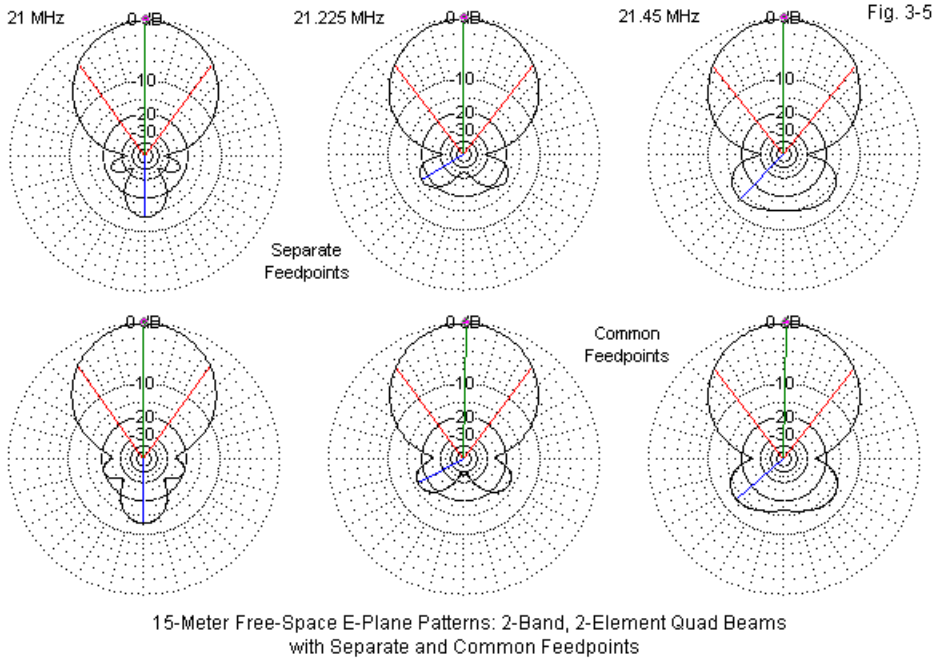 21 MHz
0 dB
-10
20
30
21.225 MHz
0 dB
-10
20
30
21.45 MHz
0 dB
-10
20
30
Fig. 3-5
Separate
Feedpoints
0 dB
-10
20
30
0 dB
-10
20
30
Common
Feedpoints
0 dB
-10
20
30
15-Meter Free-Space E-Plane Patterns: 2-Band, 2-Element Quad Beams
with Separate and Common Feedpoints